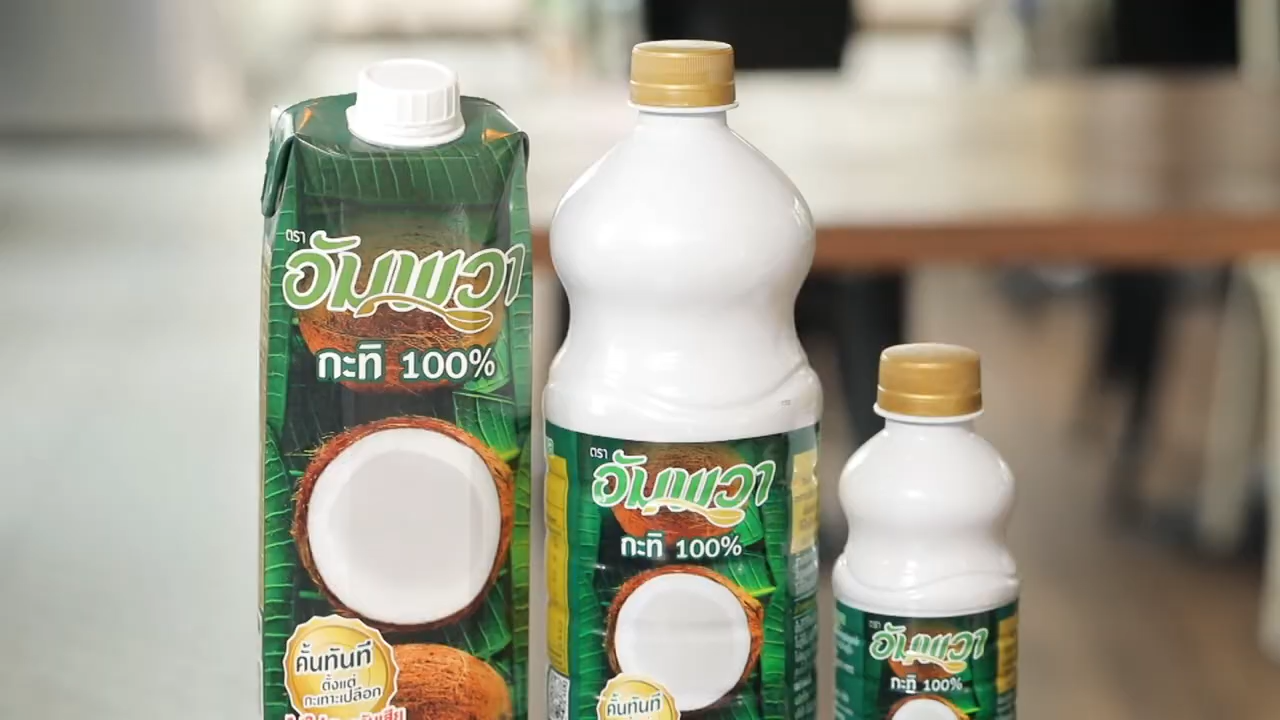 ตรา
อัมพวา
กะทิ 100%
คั้นทันที
ตั้งแต่
กะเทาะเปลือก
ตรา
อัมพวา
กะทิ 100%
คั้นทันที
ตรา
อัมพวา
กะทิ 100%